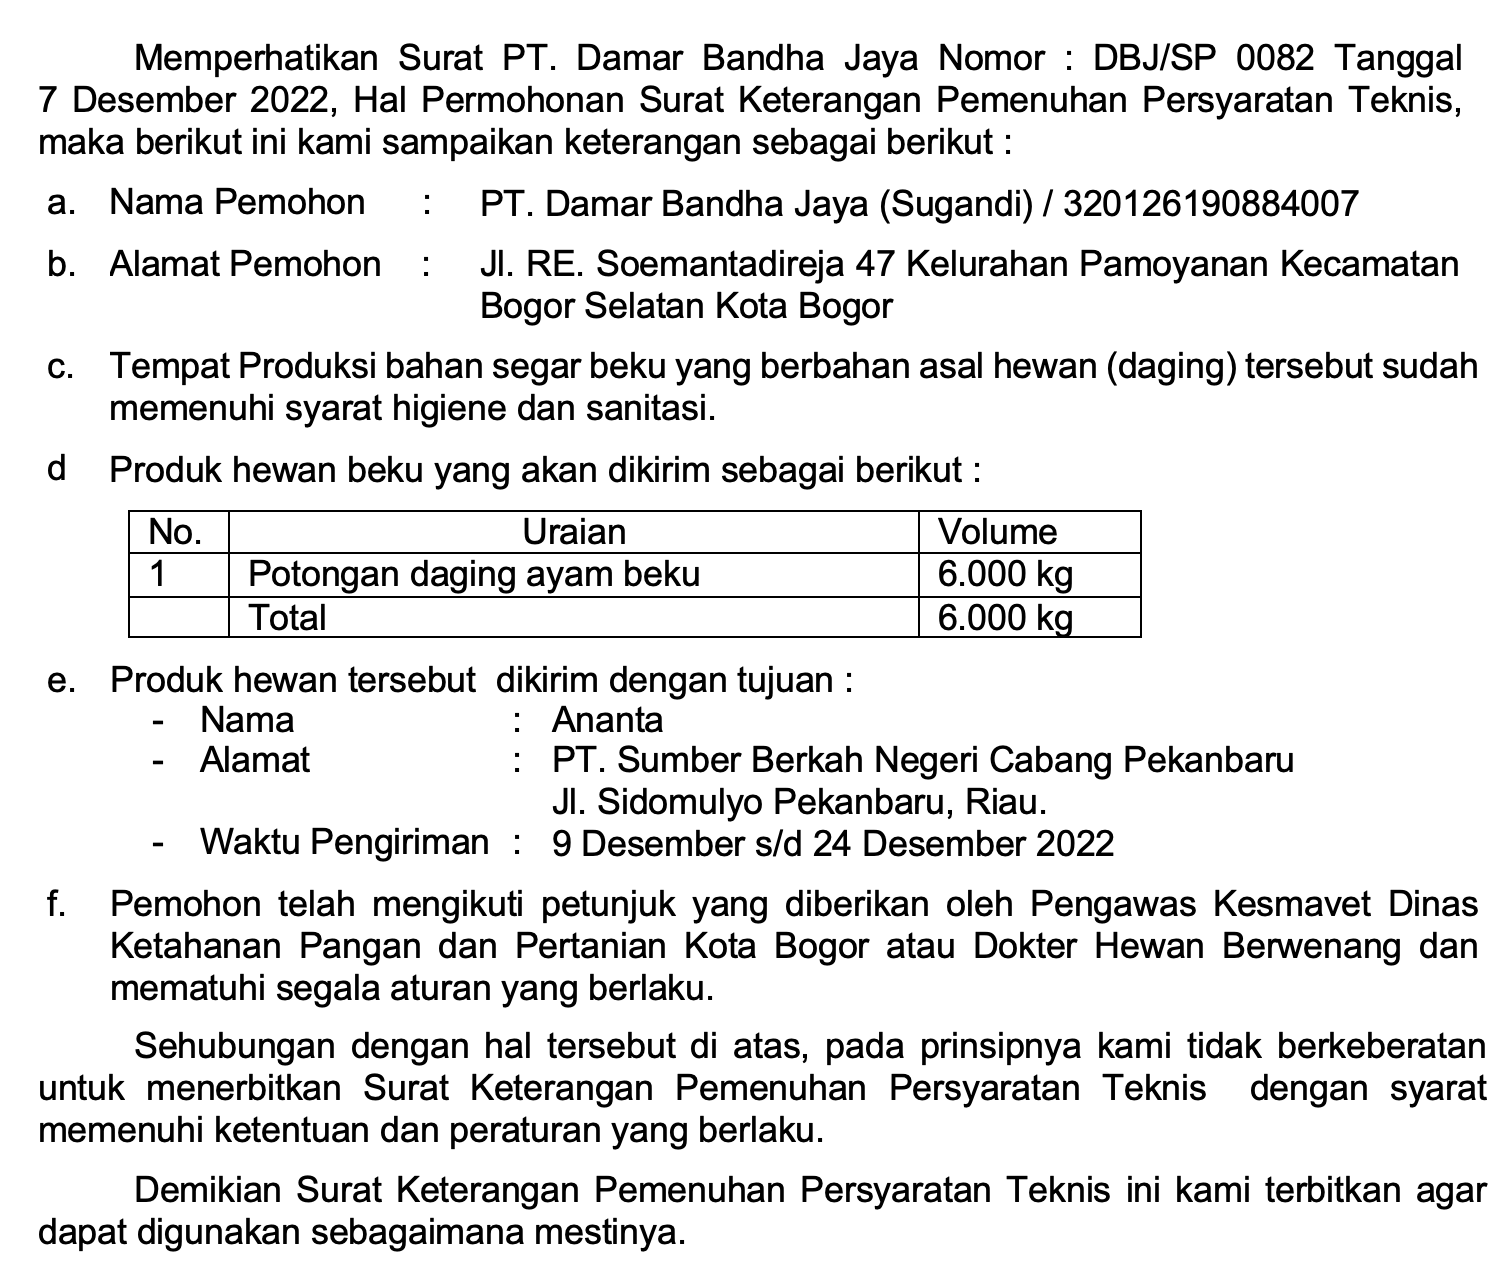 Memperhatikan Surat PT. Damar Bandha Jaya Nomor : DBJ/SP 0082 Tanggal
7 Desember 2022, Hal Permohonan Surat Keterangan Pemenuhan Persyaratan Teknis,
maka berikut ini kami sampaikan keterangan sebagai berikut :
a. Nama Pemohon : PT. Damar Bandha Jaya (Sugandi) / 320126190884007
b. Alamat Pemohon : Jl. RE. Soemantadireja 47 Kelurahan Pamoyanan Kecamatan
Bogor Selatan Kota Bogor
c. Tempat Produksi bahan segar beku yang berbahan asal hewan (daging) tersebut sudah
memenuhi syarat higiene dan sanitasi.
d Produk hewan beku yang akan dikirim sebagai berikut :
No. Uraian Volume
1 Potongan daging ayam beku 6.000 kg
Total 6.000 kg
e. Produk hewan tersebut dikirim dengan tujuan :
- Nama : Ananta
- Alamat : PT. Sumber Berkah Negeri Cabang Pekanbaru
Jl. Sidomulyo Pekanbaru, Riau.
- Waktu Pengiriman : 9 Desember s/d 24 Desember 2022
f. Pemohon telah mengikuti petunjuk yang diberikan oleh Pengawas Kesmavet Dinas
Ketahanan Pangan dan Pertanian Kota Bogor atau Dokter Hewan Berwenang dan
mematuhi segala aturan yang berlaku.
Sehubungan dengan hal tersebut di atas, pada prinsipnya kami tidak berkeberatan
untuk menerbitkan Surat Keterangan Pemenuhan Persyaratan Teknis dengan syarat
memenuhi ketentuan dan peraturan yang berlaku.
Demikian Surat Keterangan Pemenuhan Persyaratan Teknis ini kami terbitkan agar
dapat digunakan sebagaimana mestinya.